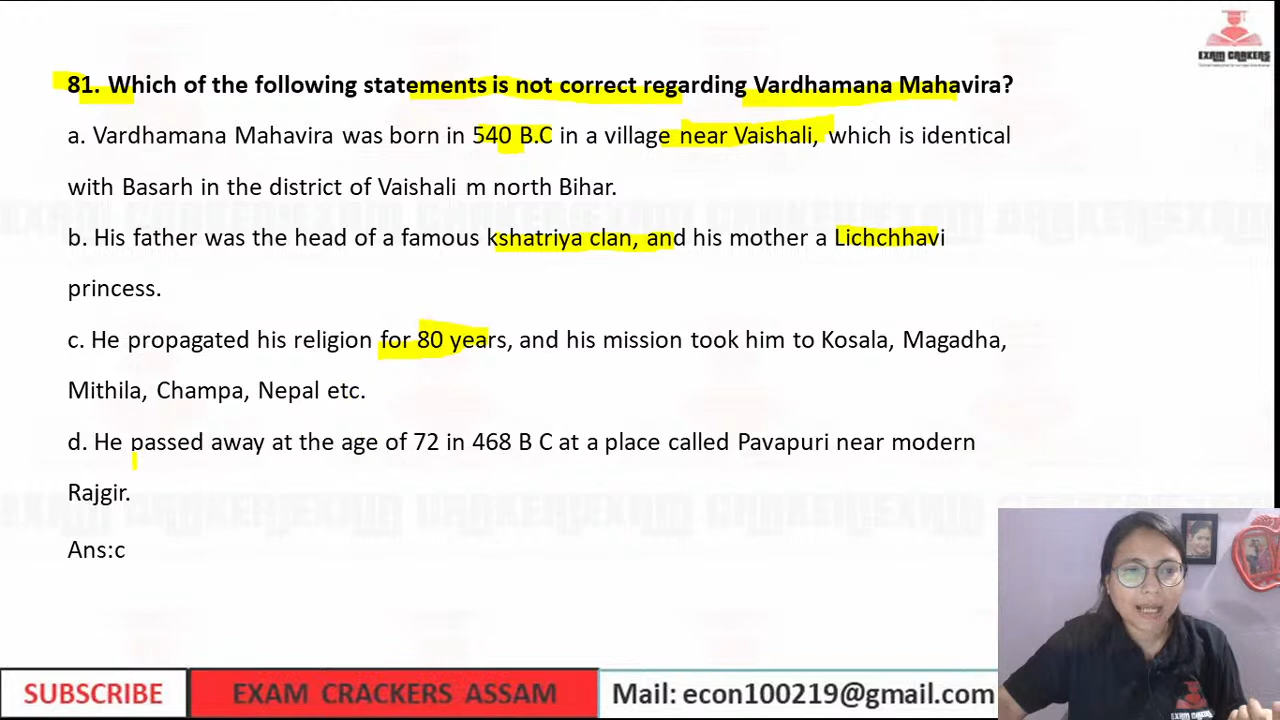 EXAM CRAKERS
81. Which of the following statements is not correct regarding Vardhamana Mahavira?
a. Vardhamana Mahavira was born in 540 B.C in a village near Vaishali, which is identical
with Basarh in the district of Vaishali m north Bihar.
b. His father was the head of a famous kshatriya clan, and his mother a Lichchhavi
princess.
c. He propagated his religion for 80 years, and his mission took him to Kosala, Magadha,
Mithila, Champa, Nepal etc.
d. He passed away at the age of 72 in 468 B C at a place called Pavapuri near modern
Rajgir.
Ans:c
SUBSCRIBE EXAM CRACKERS ASSAM Mail: econ100219@gmail.com